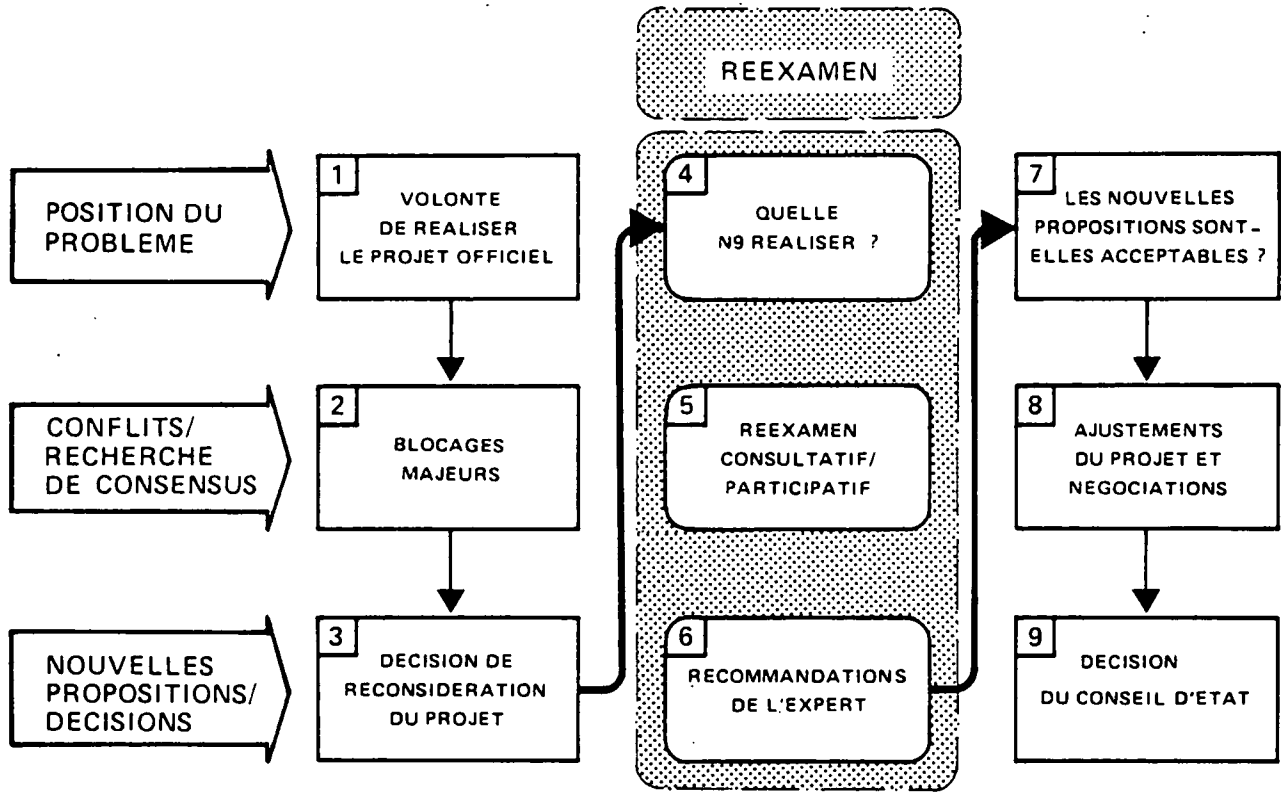 REEXAMEN
POSITION DU
PROBLEME
1
VOLONTE
DE REALISER
LE PROJET OFFICIEL
4
QUELLE
N9 REALISER ?
7
LES NOUVELLES
PROPOSITIONS SONT-
ELLES ACCEPTABLES ?
CONFLITS/
RECHERCHE
DE CONSENSUS
2
BLOCAGES
MAJEURS
5
REEXAMEN
CONSULTATIF/
PARTICIPATIF
8
AJUSTEMENTS
DU PROJET ET
NEGOCIATIONS
NOUVELLES
PROPOSITIONS/
DECISIONS
3
DECISION DE
RECONSIDERATION
DU PROJET
6
RECOMMANDATIONS
DE L'EXPERT
9
DECISION
DU CONSEIL D'ETAT